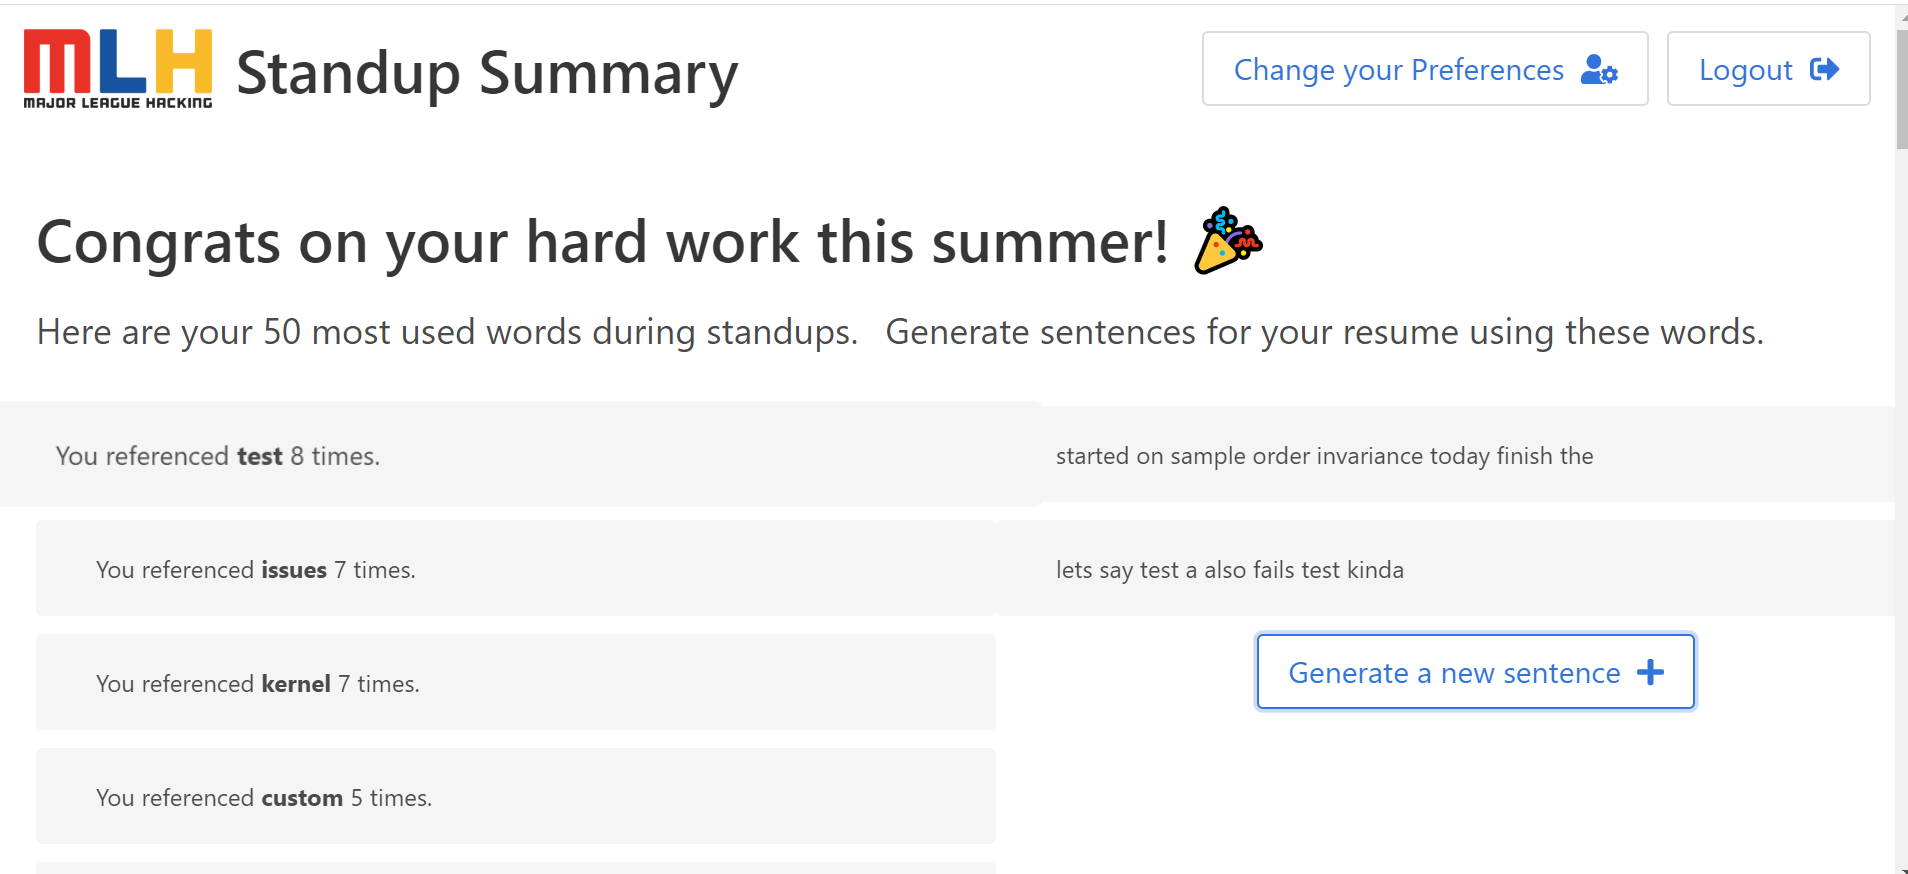 MLH
MAJOR LEAGUE HACKING
Standup Summary
Change your Preferences
Logout
Congrats on your hard work this summer!
Here are your 50 most used words during standups. Generate sentences for your resume using these words.
You referenced test 8 times.
started on sample order invariance today finish the
You referenced issues 7 times.
lets say test a also fails test kinda
You referenced kernel 7 times.
Generate a new sentence
You referenced custom 5 times.